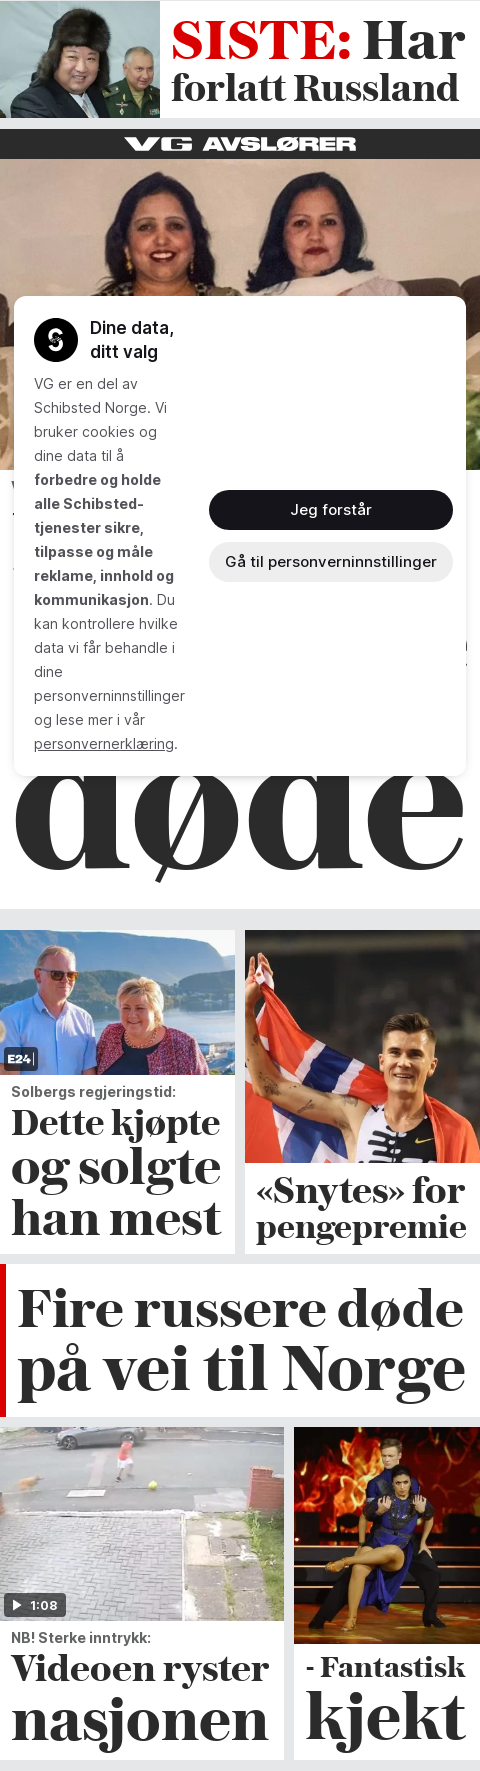 SISTE: Har
forlatt Russland
VG AVSLØRER
Dine data,
ditt valg
VG er en del av
Schibsted Norge. Vi
bruker cookies og
dine data til å
forbedre og holde
alle Schibsted-
tjenester sikre,
tilpasse og måle
reklame, innhold og
kommunikasjon. Du
kan kontrollere hvilke
data vi får behandle i
dine
personverninnstillinger
og lese mer i vår
personvernerklæring.
Jeg forstår
Gå til personverninnstillinger
døde
E24
Solbergs regjeringstid:
Dette kjøpte
og solgte
han mest
«Snytes» for
pengepremie
Fire russere døde
på vei til Norge
1:08
NB! Sterke inntrykk:
Videoen ryster
nasjonen
- Fantastisk
kjekt